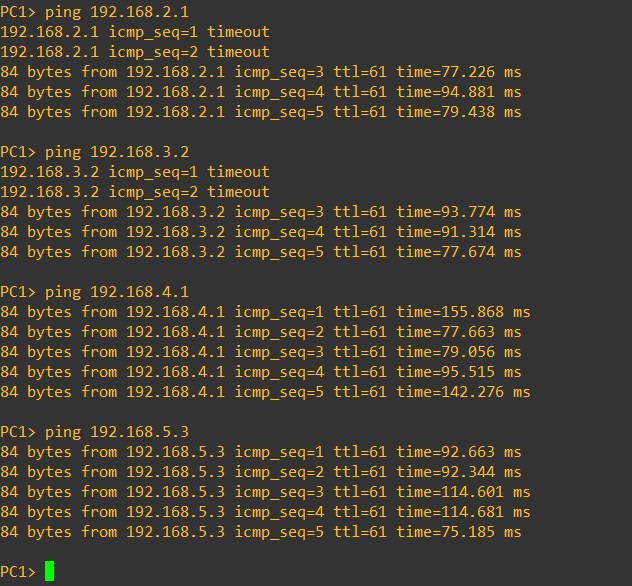 PC1> ping 192.168.2.1
192.168.2.1 icmp_seq=1 timeout
192.168.2.1 icmp_seq=2 timeout
84 bytes from 192.168.2.1 icmp_seq=3 ttl=61 time=77.226 ms
84 bytes from 192.168.2.1 icmp_seq=4 ttl=61 time=94.881 ms
84 bytes from 192.168.2.1 icmp_seq=5 ttl=61 time=79.438 ms
PC1> ping 192.168.3.2
192.168.3.2 icmp_seq=1 timeout
192.168.3.2 icmp_seq=2 timeout
84 bytes from 192.168.3.2 icmp_seq=3 ttl=61 time=93.774 ms
84 bytes from 192.168.3.2 icmp_seq=4 ttl=61 time=91.314 ms
84 bytes from 192.168.3.2 icmp_seq=5 ttl=61 time=77.674 ms
PC1> ping 192.168.4.1
84 bytes from 192.168.4.1 icmp_seq=1 ttl=61 time=155.868 ms
84 bytes from 192.168.4.1 icmp_seq=2 ttl=61 time=77.663 ms
84 bytes from 192.168.4.1 icmp_seq=3 ttl=61 time=79.056 ms
84 bytes from 192.168.4.1 icmp_seq=4 ttl=61 time=95.515 ms
84 bytes from 192.168.4.1 icmp_seq=5 ttl=61 time=142.276 ms
PC1> ping 192.168.5.3
84 bytes from 192.168.5.3 icmp_seq=1 ttl=61 time=92.663 ms
84 bytes from 192.168.5.3 icmp_seq=2 ttl=61 time=92.344 ms
84 bytes from 192.168.5.3 icmp_seq=3 ttl=61 time=114.601 ms
84 bytes from 192.168.5.3 icmp_seq=4 ttl=61 time=114.681 ms
84 bytes from 192.168.5.3 icmp_seq=5 ttl=61 time=75.185 ms
PC1>